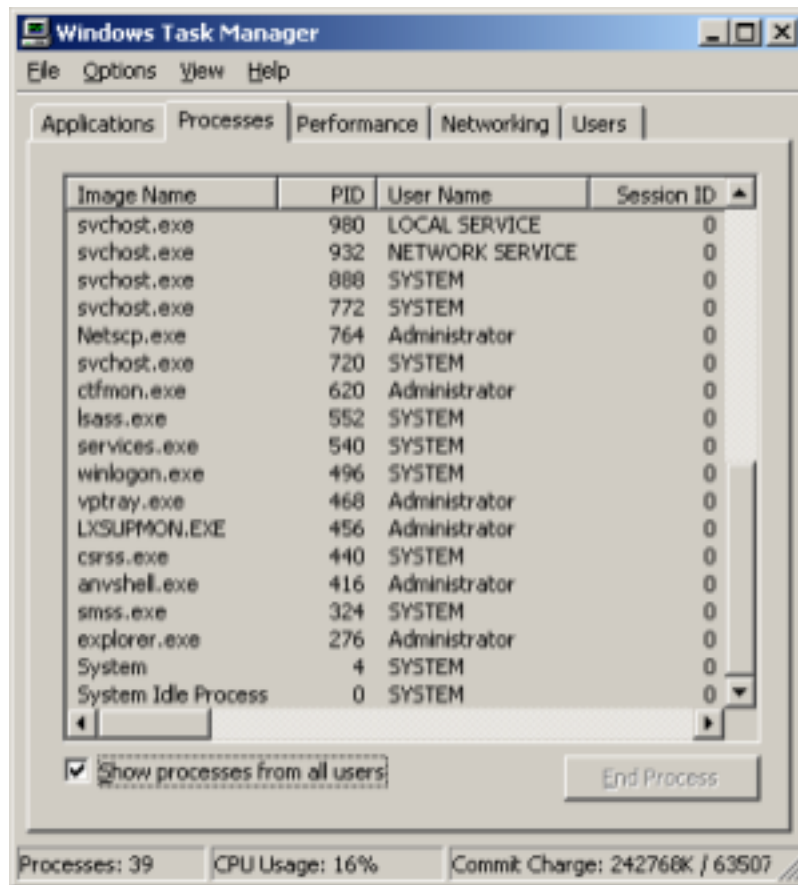 Windows Task Manager
File Options View Help
Applications Processes Performance Networking Users
Image Name PID User Name Session ID
svchost.exe 980 LOCAL SERVICE 0
svchost.exe 932 NETWORK SERVICE 0
svchost.exe 888 SYSTEM 0
svchost.exe 772 SYSTEM 0
Netscp.exe 764 Administrator 0
svchost.exe 720 SYSTEM 0
ctfmon.exe 620 Administrator 0
lsass.exe 552 SYSTEM 0
services.exe 540 SYSTEM 0
winlogon.exe 496 SYSTEM 0
vptray.exe 468 Administrator 0
LXSUPMON.EXE 456 Administrator 0
csrss.exe 440 SYSTEM 0
anvshell.exe 416 Administrator 0
smss.exe 324 SYSTEM 0
explorer.exe 276 Administrator 0
System 4 SYSTEM 0
System Idle Process 0 SYSTEM 0
Show processes from all users
End Process
Processes: 39 CPU Usage: 16% Commit Charge: 242768K / 63507